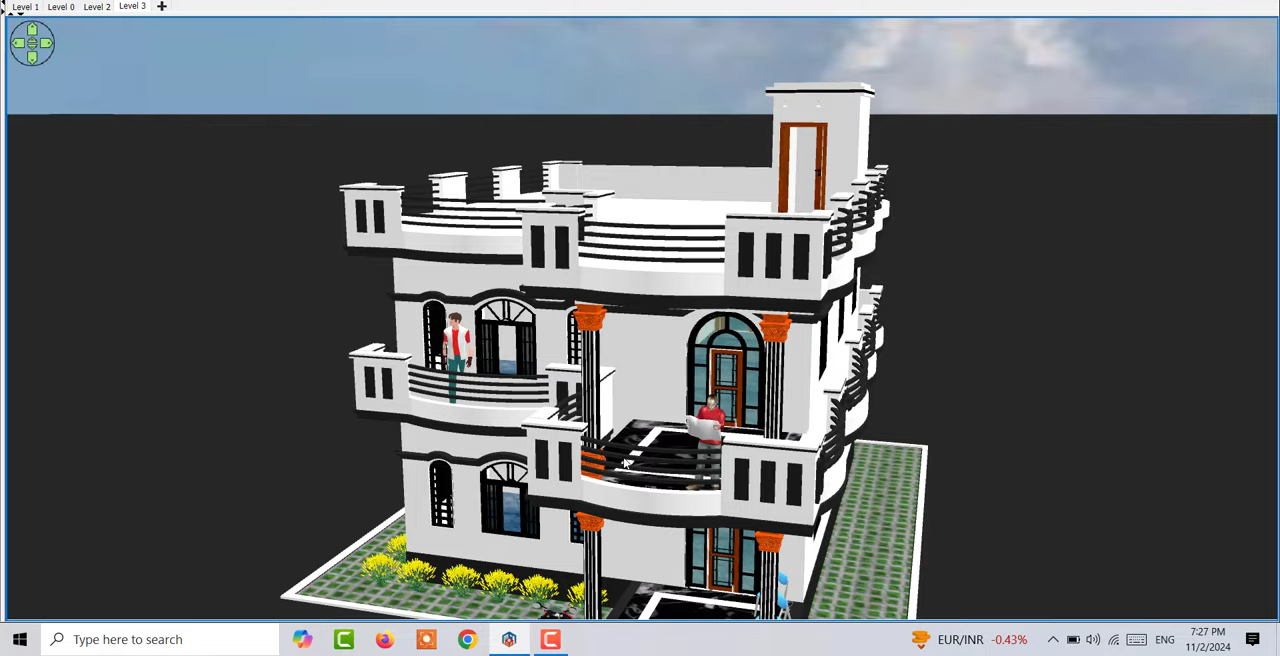 Level 1 Level 0 Level 2 Level 3
Type here to search
EUR/INR -0.43%
ENG
7:27 PM
11/2/2024